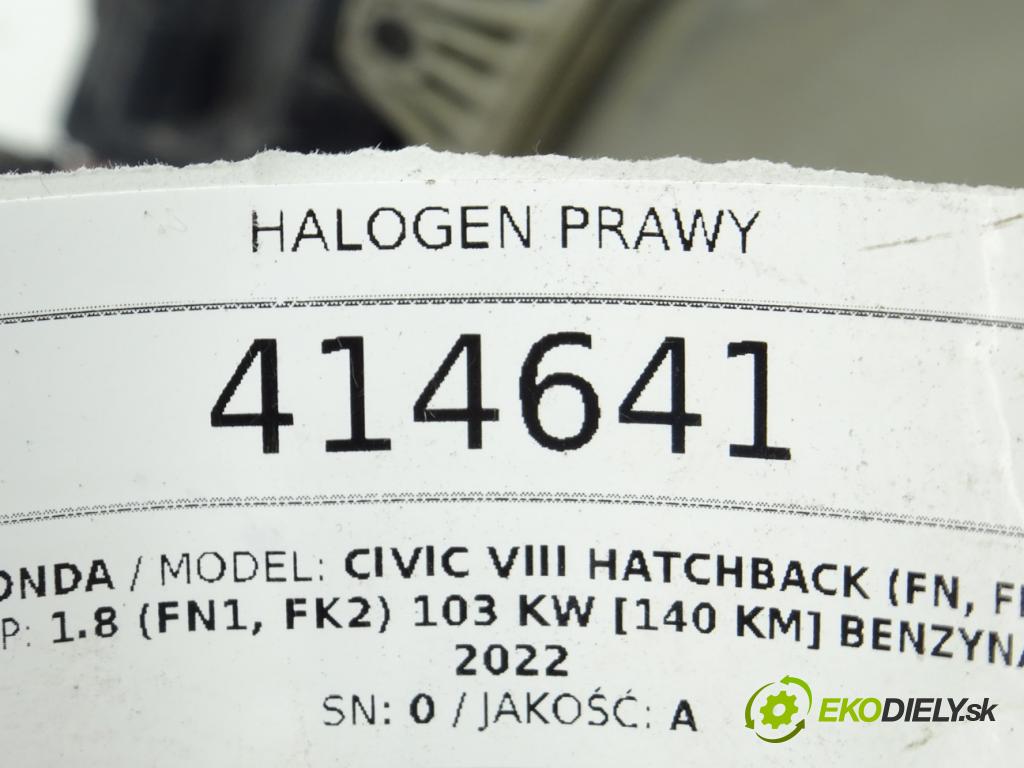 HALOGEN PRAWY
414641
ONDA / MODEL: CIVIC VIII HATCHBACK (FN, F
P: 1.8 (FN1, FK2) 103 KW [140 KM] BENZYNA
2022
SN: 0 / JAKOŚĆ: A
EKODIELY.sk